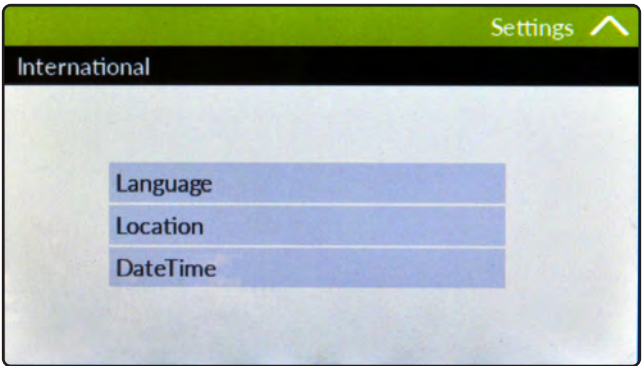 Settings
International
Language
Location
DateTime